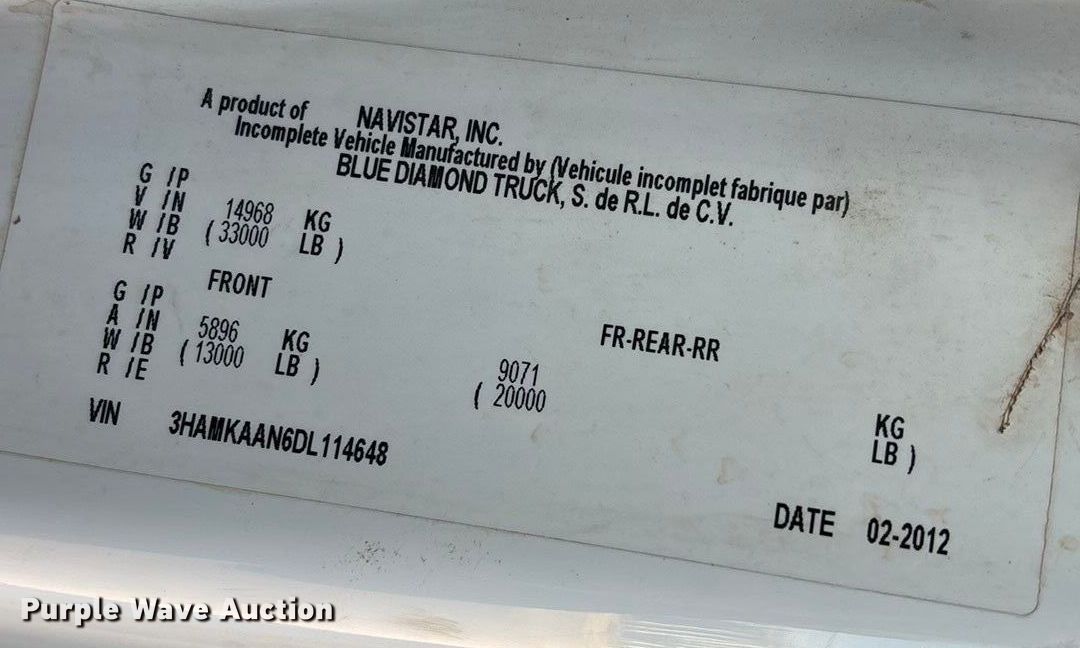 A product of NAVISTAR, INC.
Incomplete Vehicle Manufactured by (Vehicule incomplet fabrique par)
BLUE DIAMOND TRUCK, S. de R.L. de C.V.
G /P
V /N 14968 KG
W /B ( 33000 LB )
R /V
FRONT FR-REAR-RR
G /P
A /N 5896 KG 9071 KG
W /B ( 13000 LB ) ( 20000 LB )
R /E
VIN 3HAMKAAN6DL114648
DATE 02-2012
Purple Wave Auction